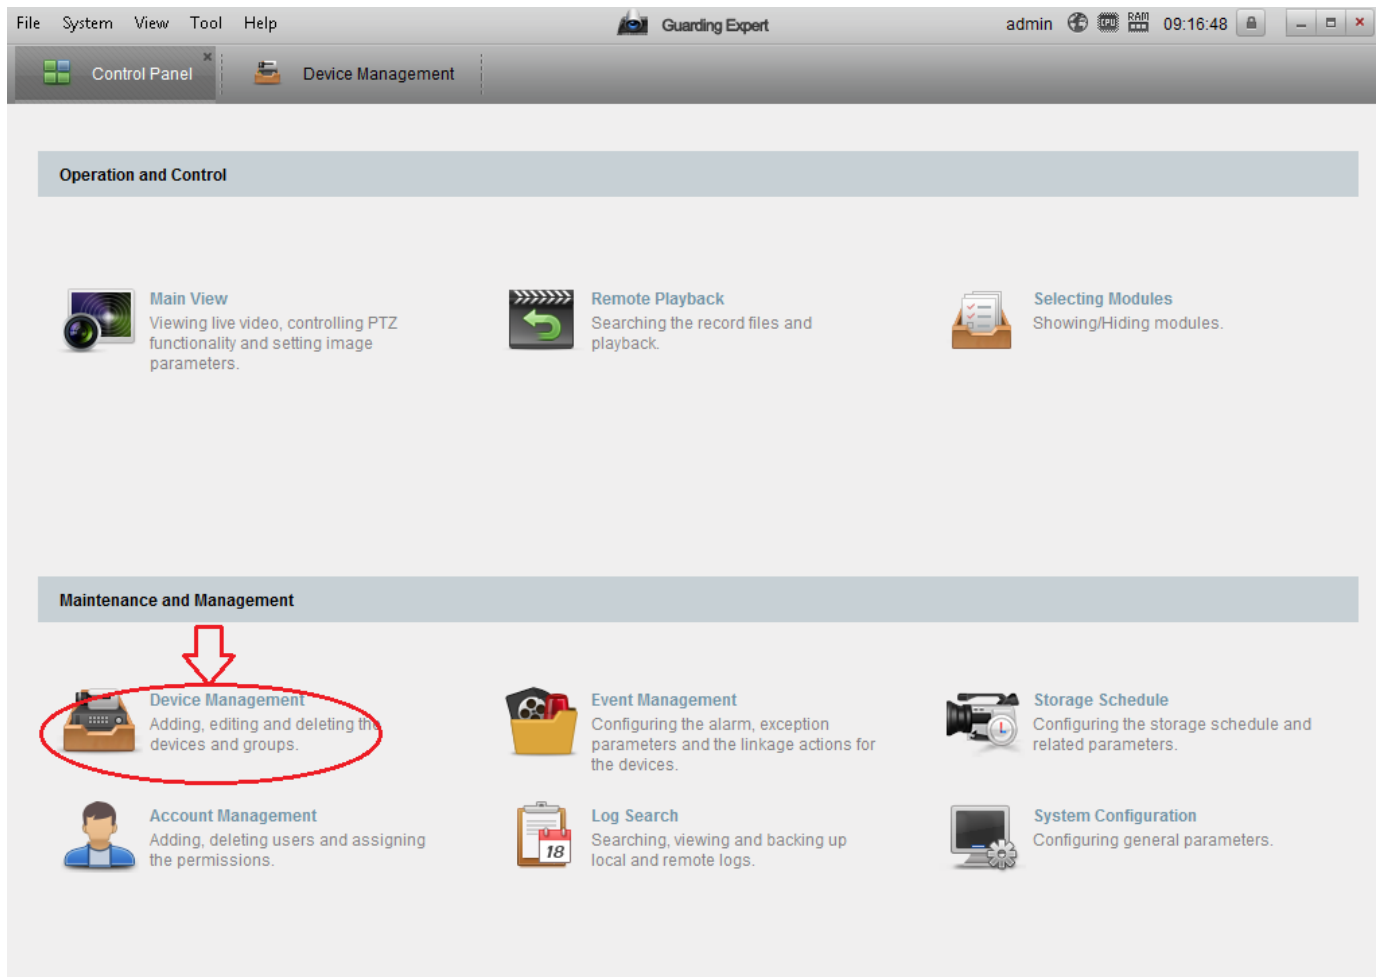 File System View Tool Help Guarding Expert admin CPU RAM 09:16:48
Control Panel Device Management
Operation and Control
Main View
Viewing live video, controlling PTZ
functionality and setting image
parameters.
Remote Playback
Searching the record files and
playback.
Selecting Modules
Showing/Hiding modules.
Maintenance and Management
Device Management
Adding, editing and deleting the
devices and groups.
Event Management
Configuring the alarm, exception
parameters and the linkage actions for
the devices.
Storage Schedule
Configuring the storage schedule and
related parameters.
Account Management
Adding, deleting users and assigning
the permissions.
18
Log Search
Searching, viewing and backing up
local and remote logs.
System Configuration
Configuring general parameters.